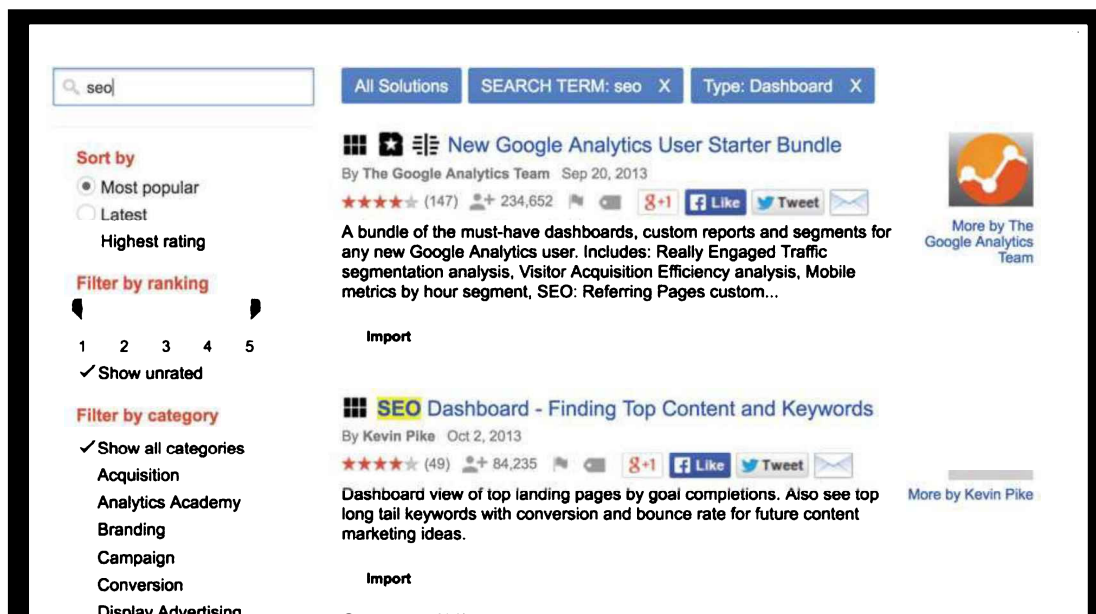 seo
Sort by
Most popular
Latest
Highest rating
Filter by ranking
1 2 3 4 5
Show unrated
Filter by category
Show all categories
Acquisition
Analytics Academy
Branding
Campaign
Conversion
Display Advertising
All Solutions SEARCH TERM: seo X Type: Dashboard X
New Google Analytics User Starter Bundle
By The Google Analytics Team Sep 20, 2013
(147) 234,652 g+1 Like Tweet
A bundle of the must-have dashboards, custom reports and segments for
any new Google Analytics user. Includes: Really Engaged Traffic
segmentation analysis, Visitor Acquisition Efficiency analysis, Mobile
metrics by hour segment, SEO: Referring Pages custom...
Import
More by The
Google Analytics
Team
SEO Dashboard - Finding Top Content and Keywords
By Kevin Pike Oct 2, 2013
(49) 84,235 g+1 Like Tweet
Dashboard view of top landing pages by goal completions. Also see top
long tail keywords with conversion and bounce rate for future content
marketing ideas.
Import
More by Kevin Pike